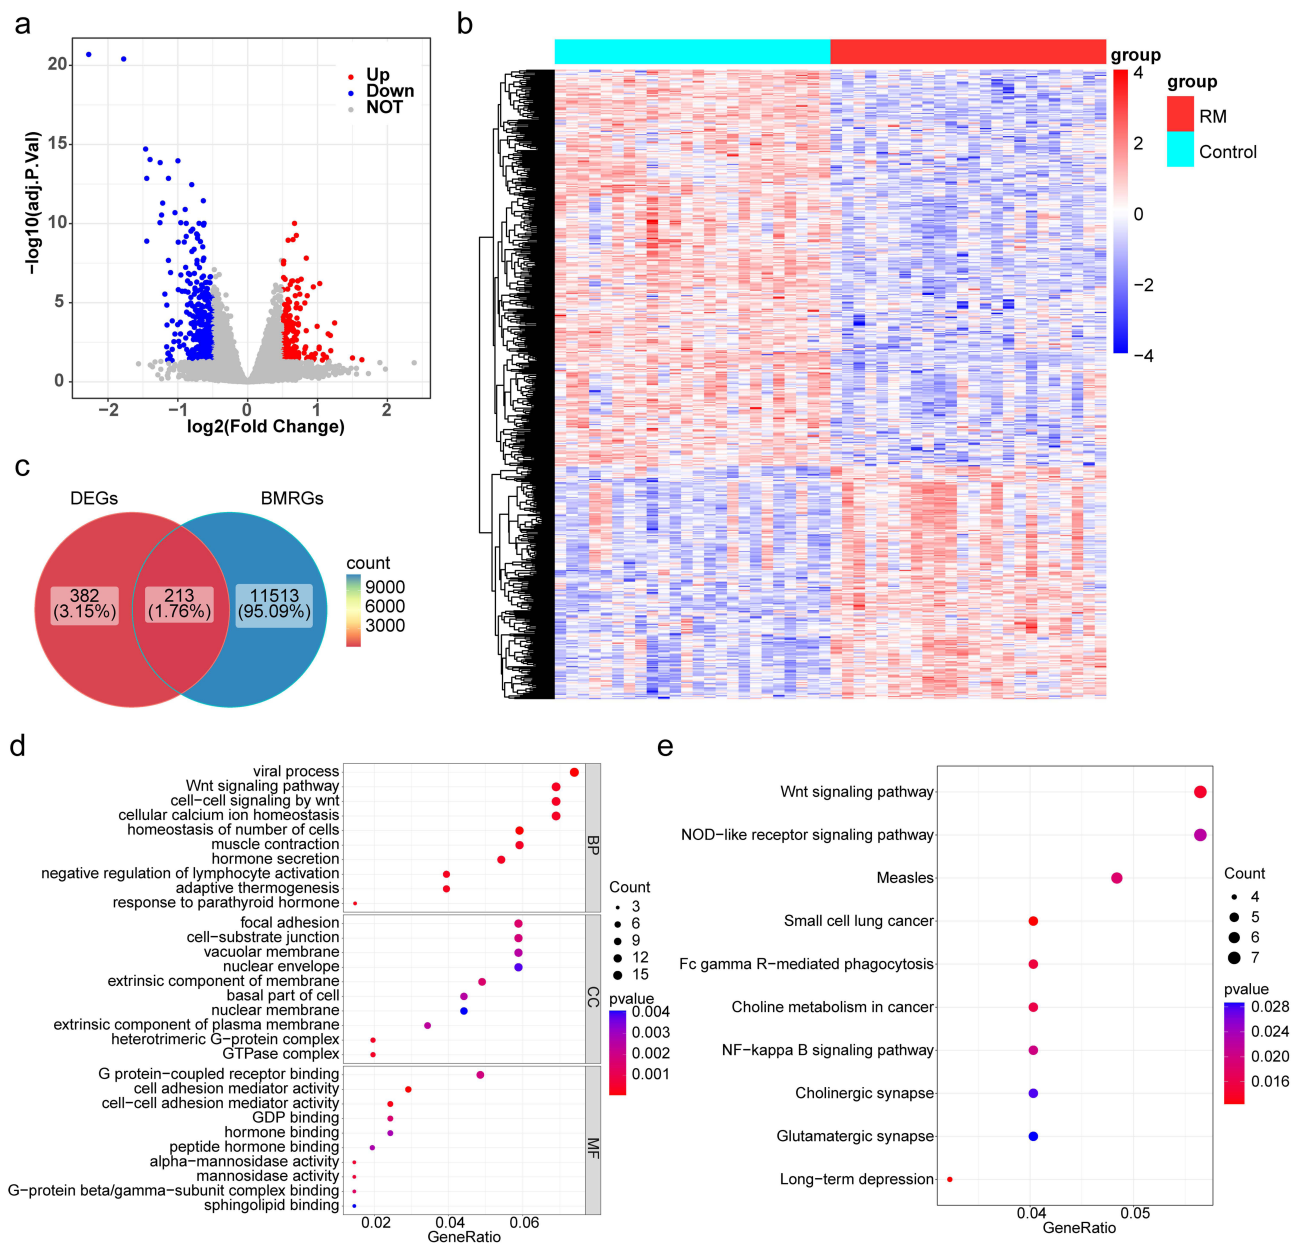 a
20
15
10
5
0
−2
−1
0
1
2
−log10(adj.P.Val)
log2(Fold Change)
Up
Down
NOT
b
group
4
2
0
−2
−4
group
RM
Control
c
DEGs
BMRGs
382
(3.15%)
213
(1.76%)
11513
(95.09%)
count
9000
6000
3000
d
viral process
Wnt signaling pathway
cell−cell signaling by wnt
cellular calcium ion homeostasis
homeostasis of number of cells
muscle contraction
hormone secretion
negative regulation of lymphocyte activation
adaptive thermogenesis
response to parathyroid hormone
BP
focal adhesion
cell−substrate junction
vacuolar membrane
nuclear envelope
extrinsic component of membrane
basal part of cell
nuclear membrane
extrinsic component of plasma membrane
heterotrimeric G−protein complex
GTPase complex
CC
G protein−coupled receptor binding
cell adhesion mediator activity
cell−cell adhesion mediator activity
GDP binding
hormone binding
peptide hormone binding
alpha−mannosidase activity
mannosidase activity
G−protein beta/gamma−subunit complex binding
sphingolipid binding
MF
0.02
0.04
0.06
GeneRatio
Count
3
6
9
12
15
pvalue
0.004
0.003
0.002
0.001
e
Wnt signaling pathway
NOD−like receptor signaling pathway
Measles
Small cell lung cancer
Fc gamma R−mediated phagocytosis
Choline metabolism in cancer
NF−kappa B signaling pathway
Cholinergic synapse
Glutamatergic synapse
Long−term depression
0.04
0.05
GeneRatio
Count
4
5
6
7
pvalue
0.028
0.024
0.020
0.016